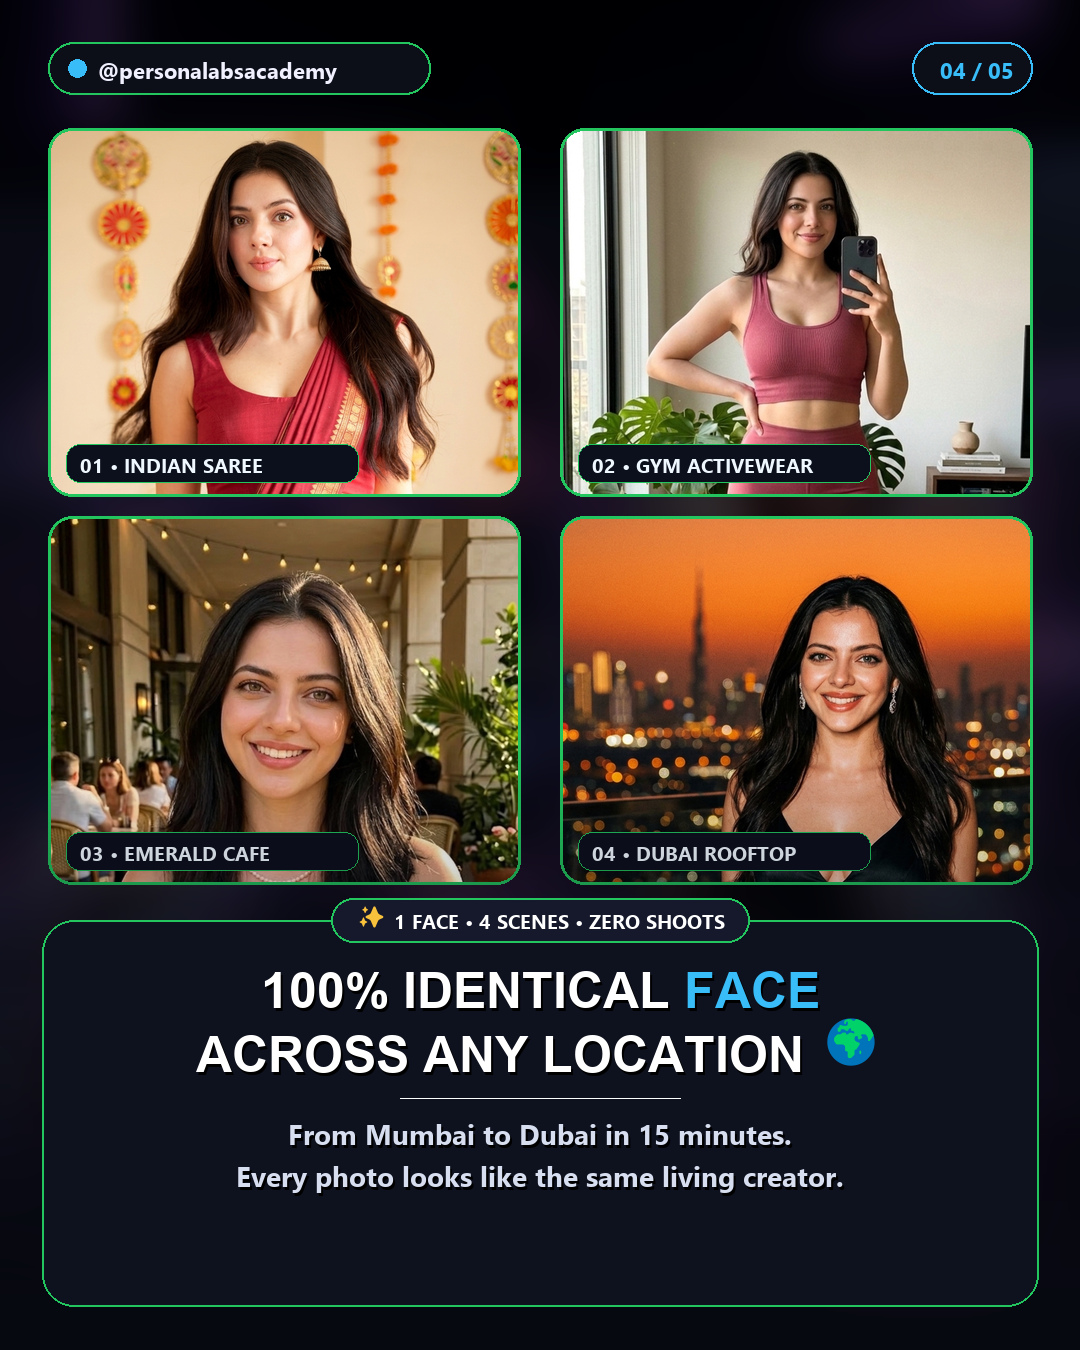 @personalabsacademy
04 / 05
01 • INDIAN SAREE
02 • GYM ACTIVEWEAR
03 • EMERALD CAFE
04 • DUBAI ROOFTOP
✨ 1 FACE • 4 SCENES • ZERO SHOOTS
100% IDENTICAL FACE
ACROSS ANY LOCATION 🌍
From Mumbai to Dubai in 15 minutes.
Every photo looks like the same living creator.